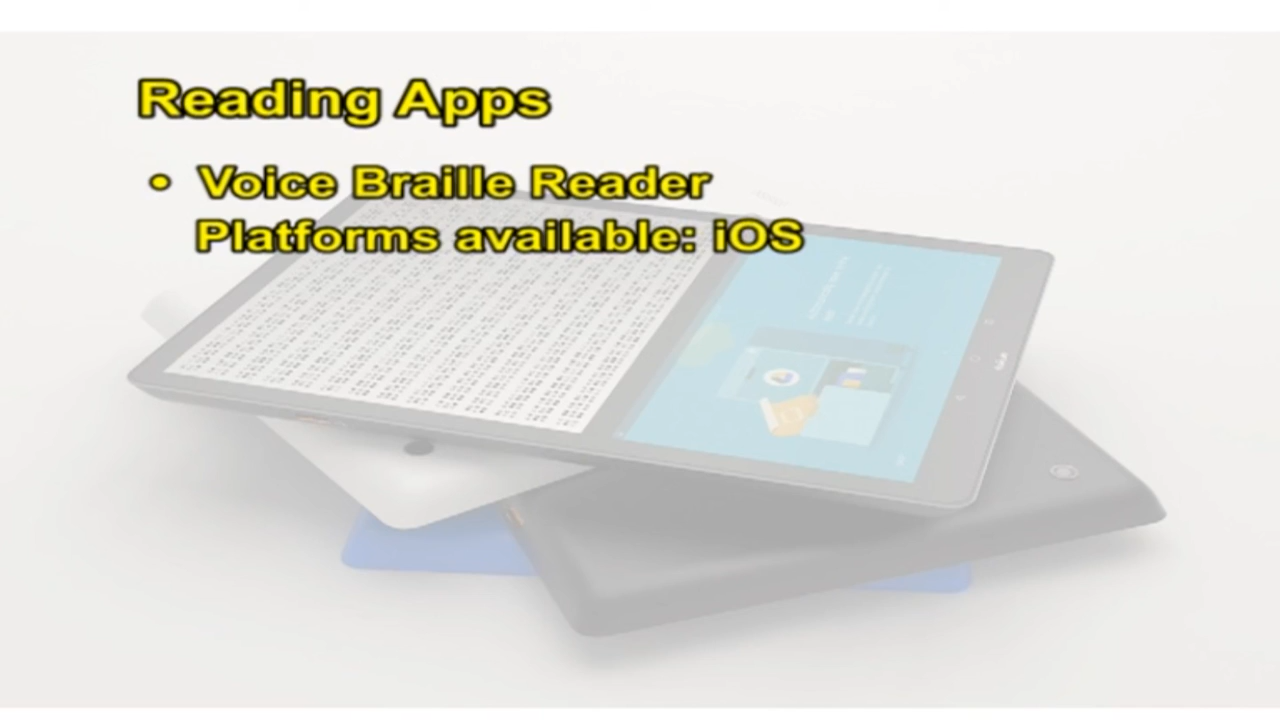 Reading Apps
• Voice Braille Reader
Platforms available: iOS